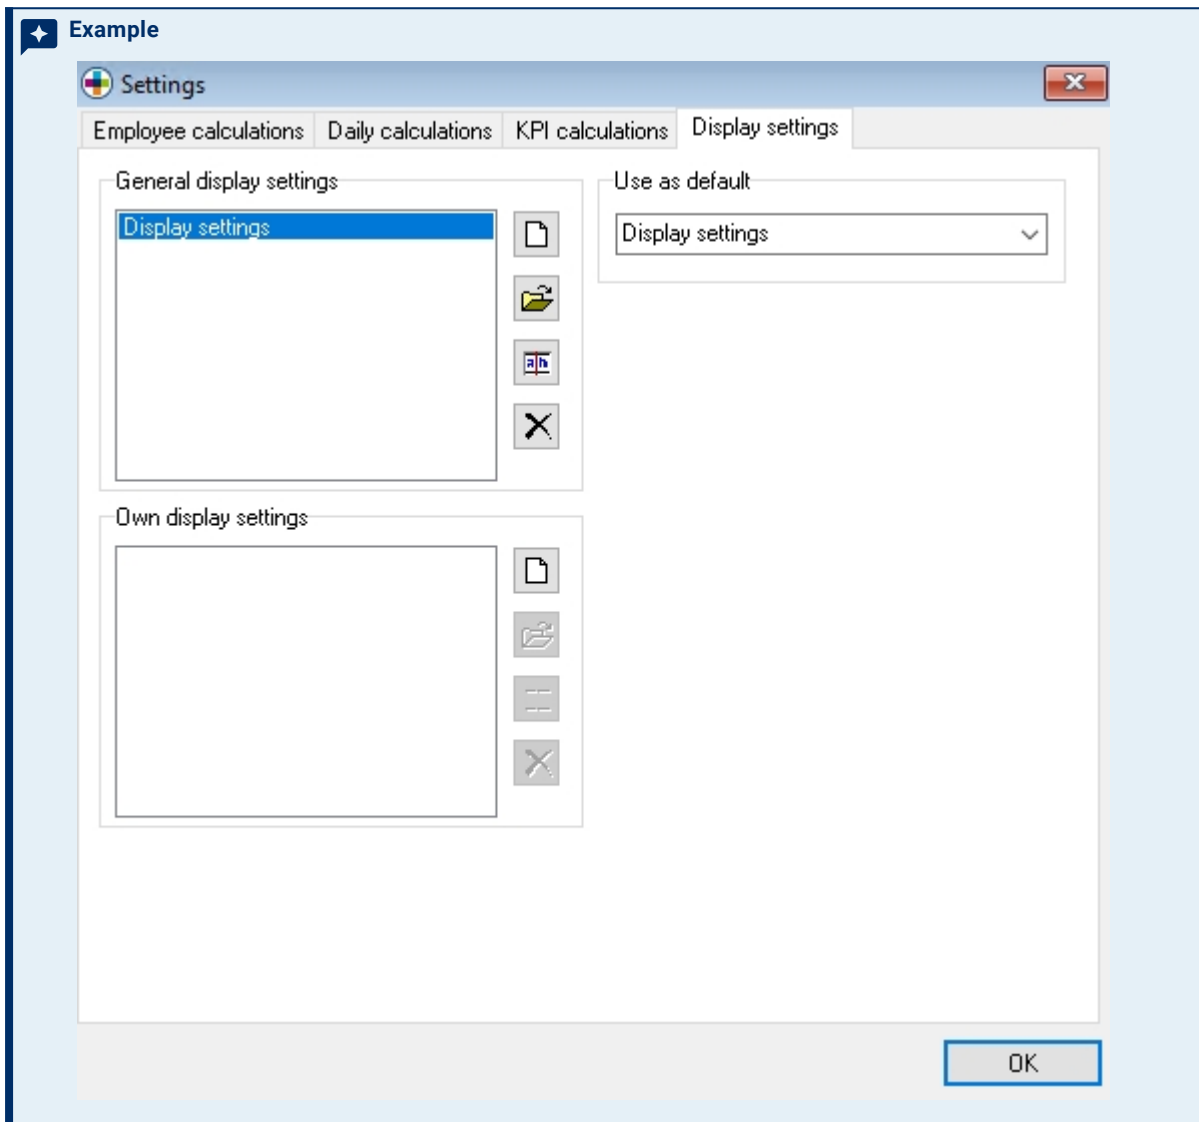 Example
Settings
Employee calculations Daily calculations KPI calculations Display settings
General display settings
Use as default
Display settings
Display settings
Own display settings
OK